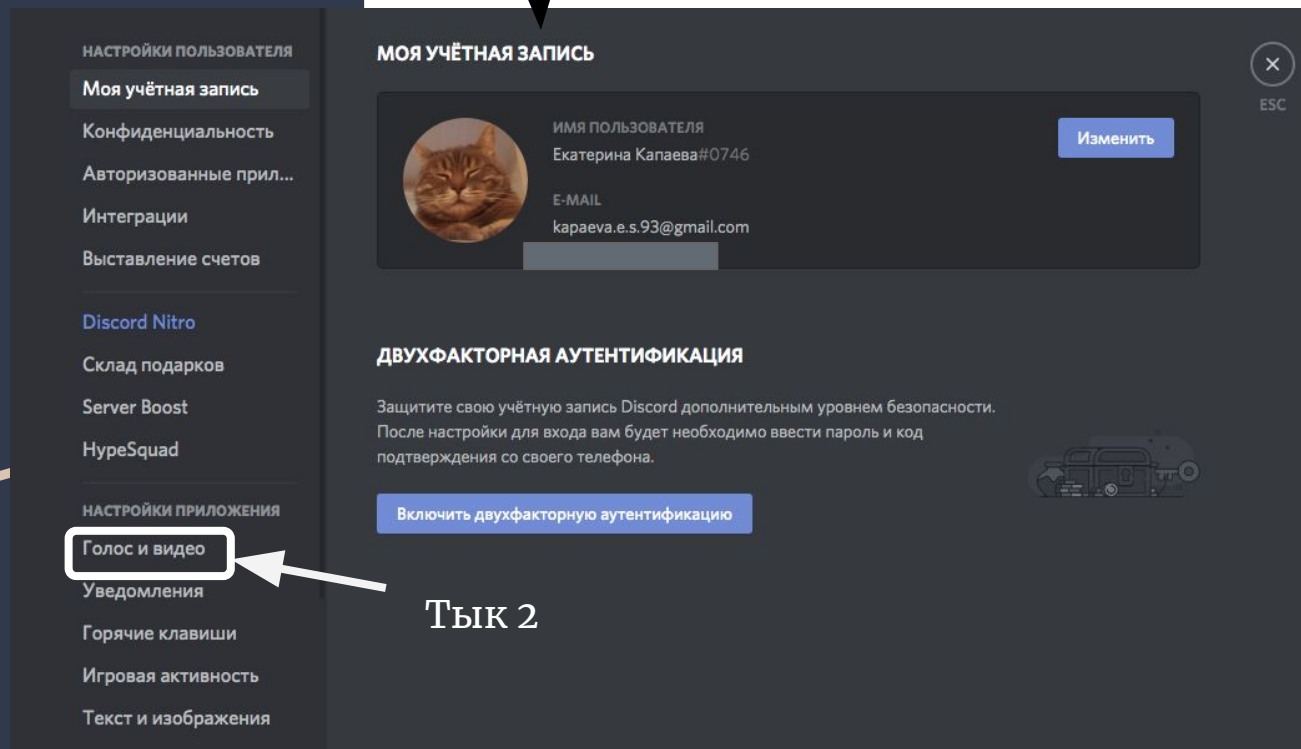 НАСТРОЙКИ ПОЛЬЗОВАТЕЛЯ
Моя учётная запись
Конфиденциальность
Авторизованные прил...
Интеграции
Выставление счетов
Discord Nitro
Склад подарков
Server Boost
HypeSquad
НАСТРОЙКИ ПРИЛОЖЕНИЯ
Голос и видео
Уведомления
Горячие клавиши
Игровая активность
Текст и изображения
МОЯ УЧЁТНАЯ ЗАПИСЬ
ИМЯ ПОЛЬЗОВАТЕЛЯ
Екатерина Капаева#0746
E-MAIL
kapaeva.e.s.93@gmail.com
Изменить
ESC
ДВУХФАКТОРНАЯ АУТЕНТИФИКАЦИЯ
Защитите свою учётную запись Discord дополнительным уровнем безопасности.
После настройки для входа вам будет необходимо ввести пароль и код
подтверждения со своего телефона.
Включить двухфакторную аутентификацию
Тык 2